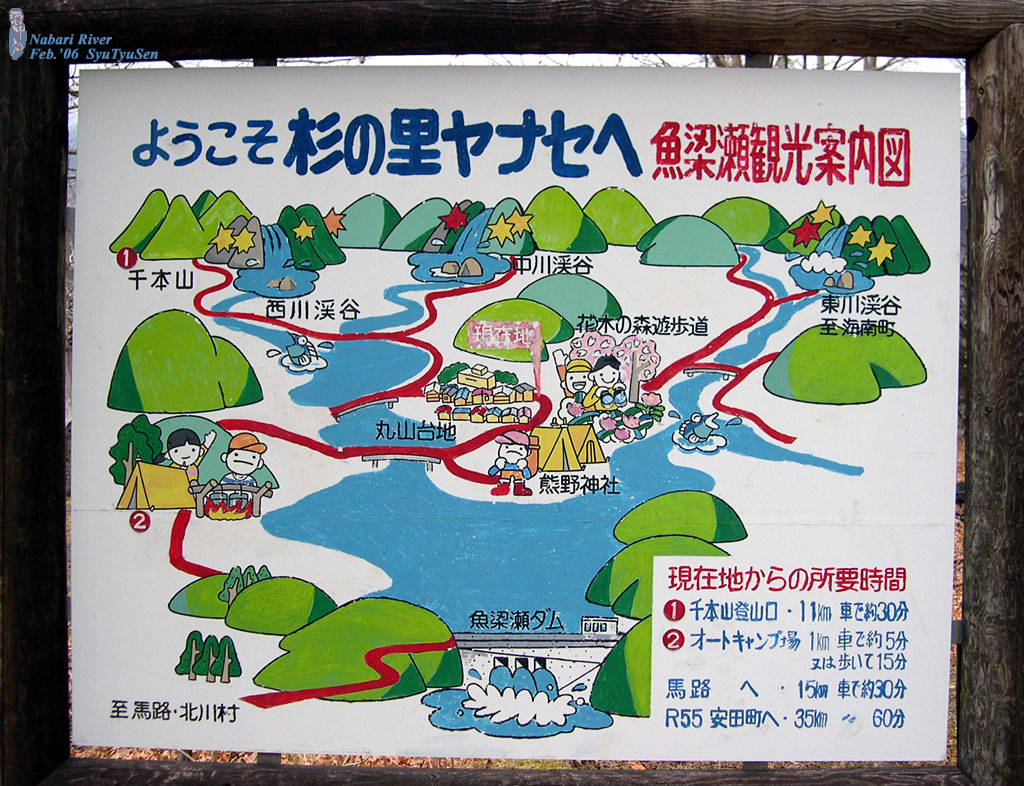 Nabari River
Feb.'06 SyuTyuSen
ようこそ 杉の里ヤナセへ 魚梁瀬観光案内図
1
千本山
西川渓谷
中川渓谷
東川渓谷
至海南町
現在地
花木の森遊歩道
丸山台地
熊野神社
2
魚梁瀬ダム
至馬路・北川村
現在地からの所要時間
1 千本山登山口・11km 車で約30分
2 オートキャンプ場 1km 車で約5分
又は歩いて15分
馬路へ・15km 車で約30分
R55 安田町へ・35km 〃 60分